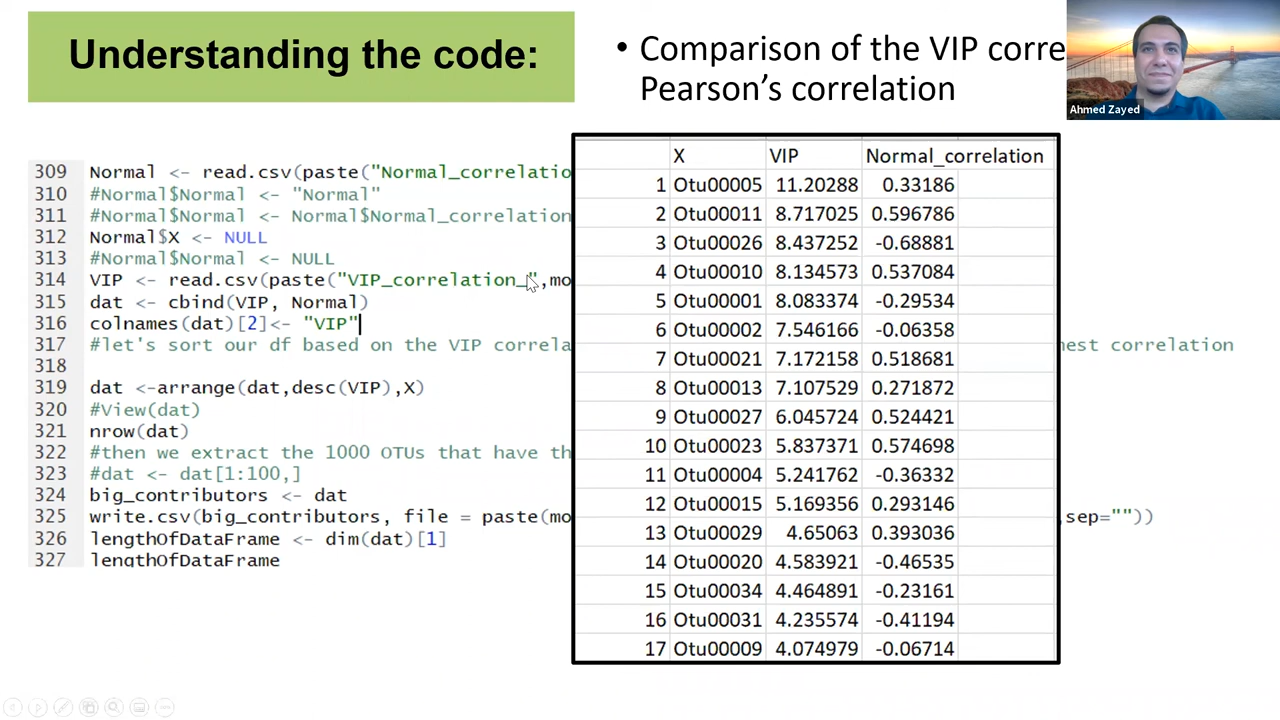 Understanding the code:
• Comparison of the VIP corre
Pearson's correlation
Ahmed Zayed
309 Normal <- read.csv(paste("Normal_correlatio
310 #Normal$Normal <- "Normal"
311 #Normal$Normal <- Normal$Normal_correlation
312 Normal$X <- NULL
313 #Normal$Normal <- NULL
314 VIP <- read.csv(paste("VIP_correlation_",mo
315 dat <- cbind(VIP, Normal)
316 colnames(dat)[2]<- "VIP"
317 #let's sort our df based on the VIP correla nest correlation
318
319 dat <-arrange(dat,desc(VIP),X)
320 #View(dat)
321 nrow(dat)
322 #then we extract the 1000 OTUs that have th
323 #dat <- dat[1:100,]
324 big_contributors <- dat
325 write.csv(big_contributors, file = paste(mo ,sep=""))
326 lengthOfDataFrame <- dim(dat)[1]
327 lengthOfDataFrame
X VIP Normal_correlation
1 Otu00005 11.20288 0.33186
2 Otu00011 8.717025 0.596786
3 Otu00026 8.437252 -0.68881
4 Otu00010 8.134573 0.537084
5 Otu00001 8.083374 -0.29534
6 Otu00002 7.546166 -0.06358
7 Otu00021 7.172158 0.518681
8 Otu00013 7.107529 0.271872
9 Otu00027 6.045724 0.524421
10 Otu00023 5.837371 0.574698
11 Otu00004 5.241762 -0.36332
12 Otu00015 5.169356 0.293146
13 Otu00029 4.65063 0.393036
14 Otu00020 4.583921 -0.46535
15 Otu00034 4.464891 -0.23161
16 Otu00031 4.235574 -0.41194
17 Otu00009 4.074979 -0.06714